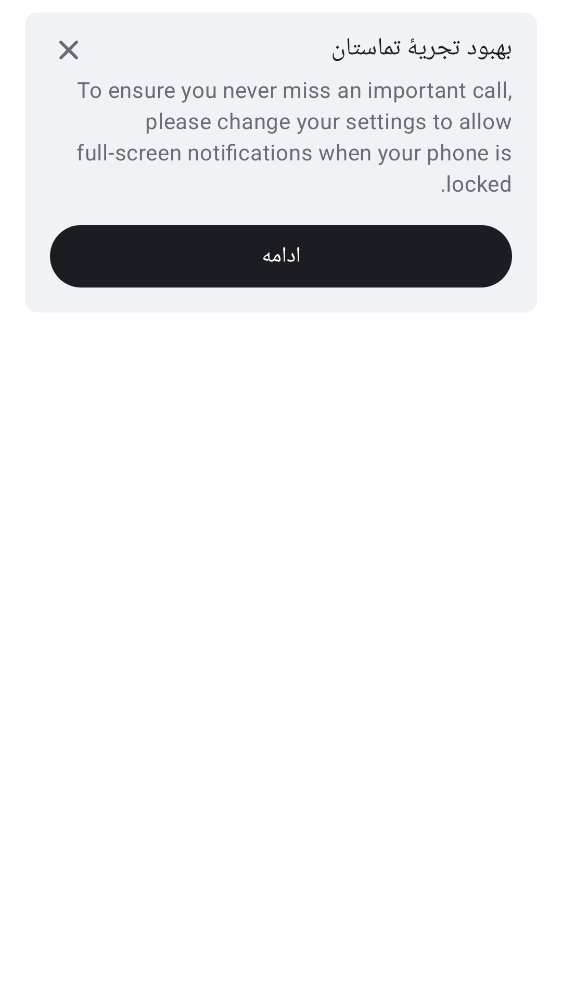 بهبود تجربهٔ تماستان
To ensure you never miss an important call,
please change your settings to allow
full-screen notifications when your phone is
locked.
ادامه